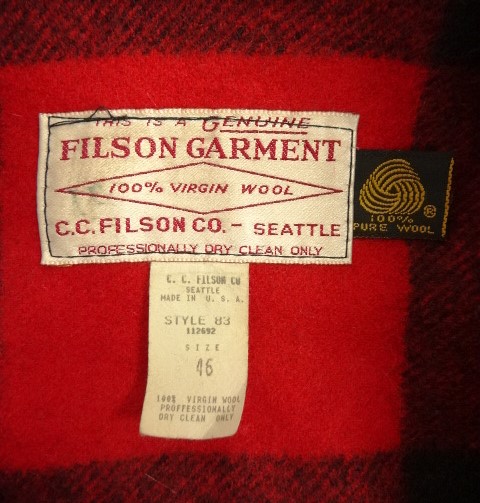 THIS IS A GENUINE
FILSON GARMENT
100% VIRGIN WOOL
C.C. FILSON CO. - SEATTLE
PROFESSIONALLY DRY CLEAN ONLY
100%
PURE WOOL
®
C. C. FILSON CO
SEATTLE
MADE IN U. S. A.
STYLE 83
112692
SIZE
46
100% VIRGIN WOOL
PROFFESSIONALLY
DRY CLEAN ONLY